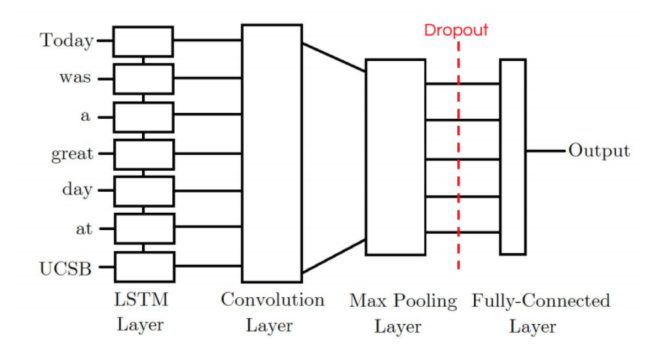 Dropout
Today
was
a
great
day
at
UCSB
Output
LSTM
Layer
Convolution
Layer
Max Pooling
Layer
Fully-Connected
Layer